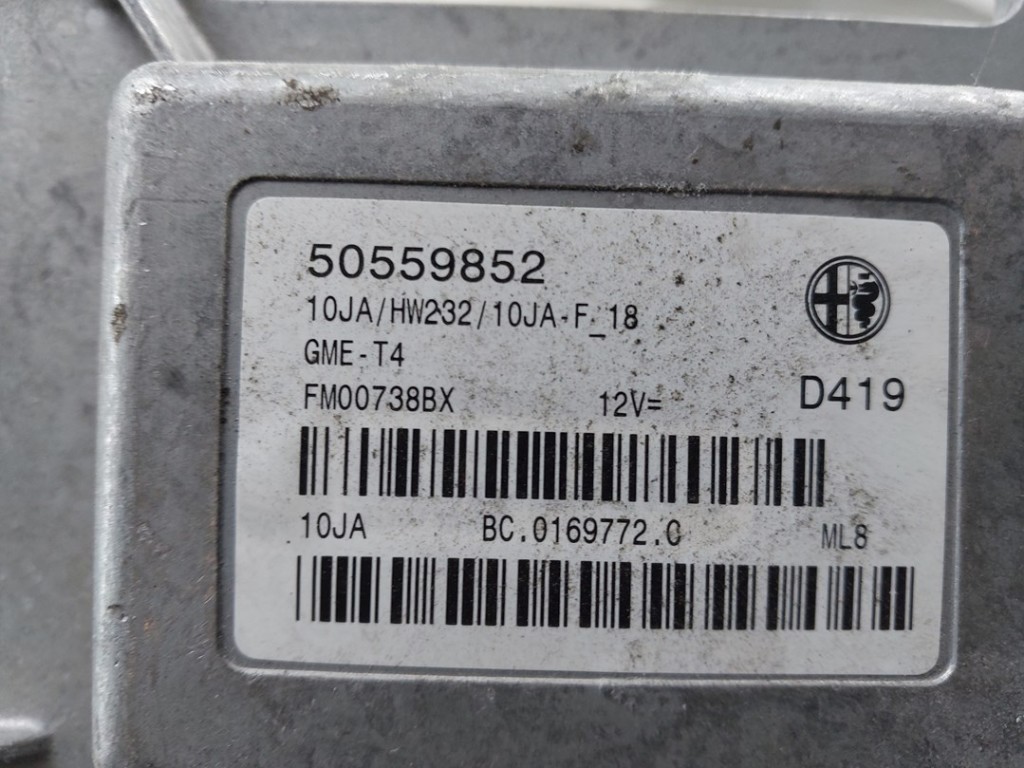 50559852
10JA/HW232/10JA-F_18
GME-T4
FM00738BX 12V= D419
10JA BC.0169772.C ML8